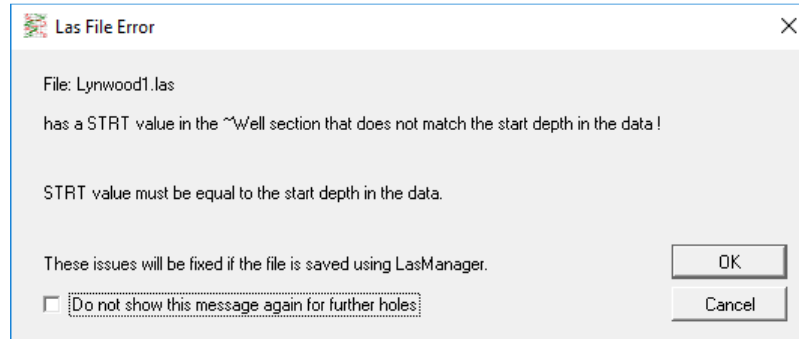 Las File Error
File: Lynwood1.las
has a STRT value in the ~Well section that does not match the start depth in the data !
STRT value must be equal to the start depth in the data.
These issues will be fixed if the file is saved using LasManager.
OK
Do not show this message again for further holes
Cancel